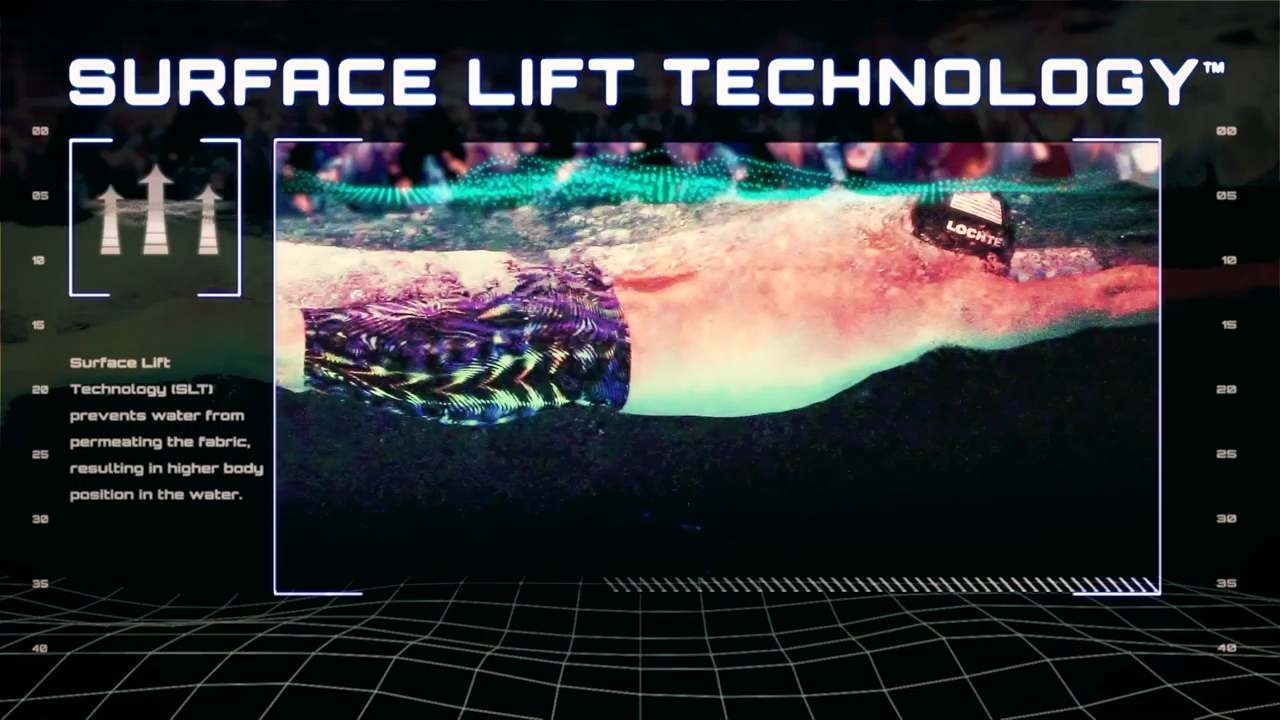 SURFACE LIFT TECHNOLOGY™
00
05
10
15
20
25
30
35
40
Surface Lift
Technology (SLT)
prevents water from
permeating the fabric,
resulting in higher body
position in the water.
LOCHTE
00
05
10
15
20
25
30
35
40